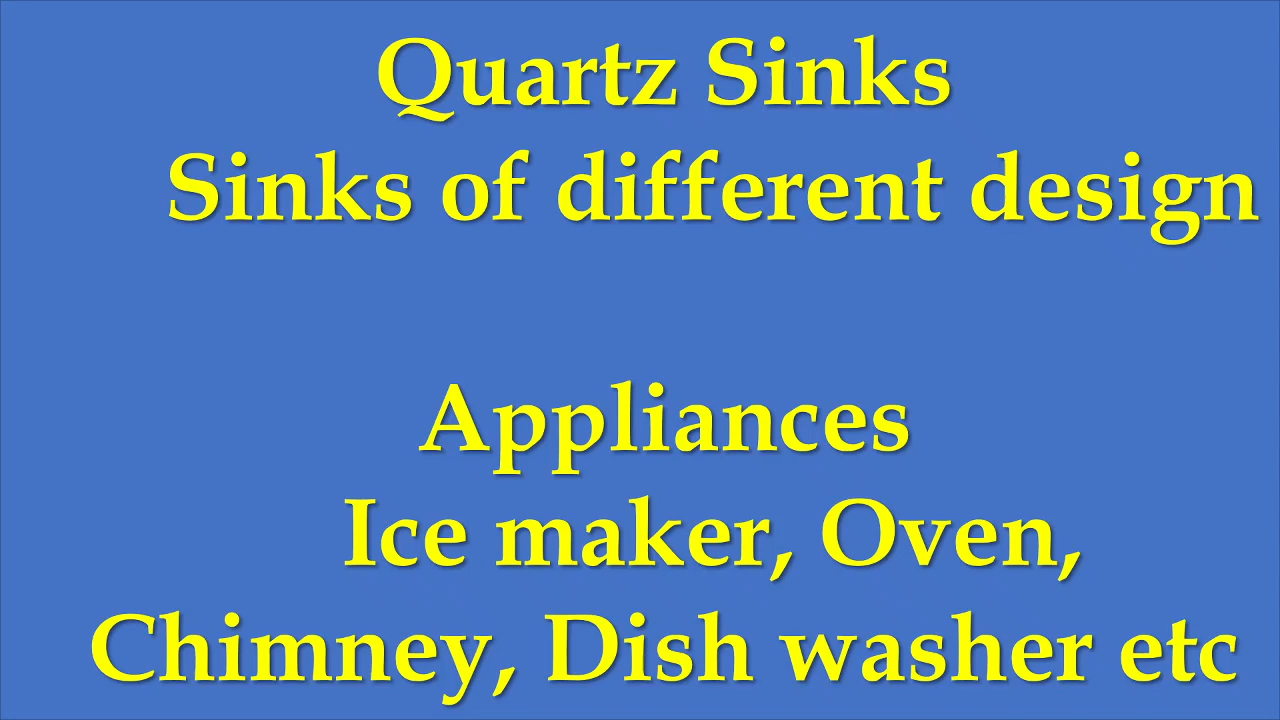 Quartz Sinks
Sinks of different design
Appliances
Ice maker, Oven,
Chimney, Dish washer etc